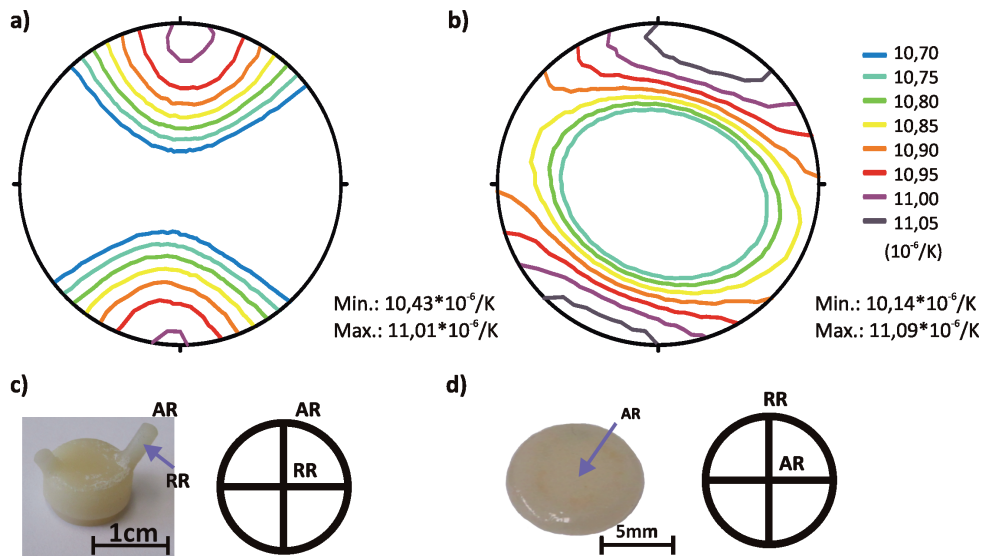 a)
b)
10,70
10,75
10,80
10,85
10,90
10,95
11,00
11,05
(10⁻⁶/K)
Min.: 10,43*10⁻⁶/K
Max.: 11,01*10⁻⁶/K
Min.: 10,14*10⁻⁶/K
Max.: 11,09*10⁻⁶/K
c)
AR
RR
1cm
AR
RR
d)
AR
5mm
RR
AR